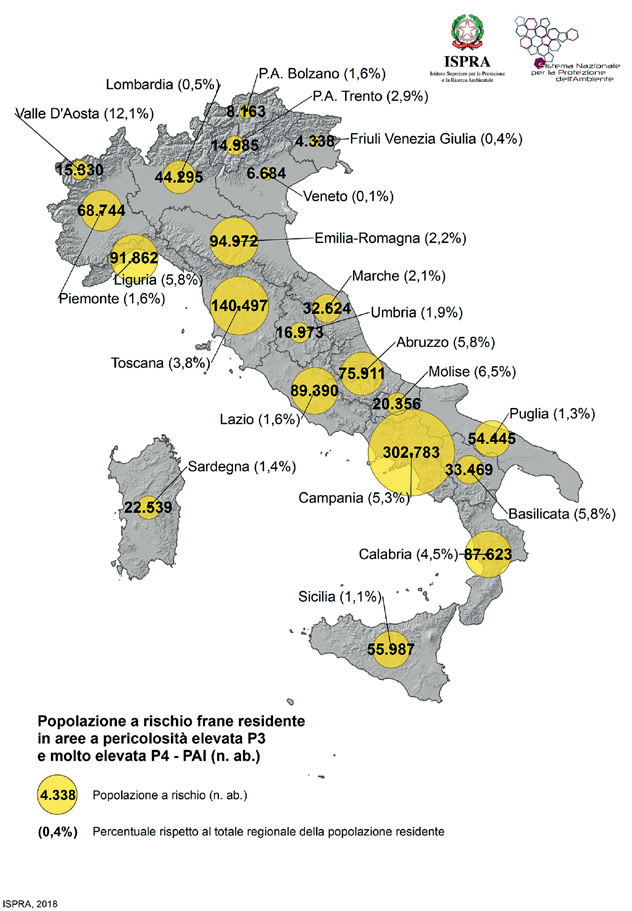 ISPRA
Istituto Superiore per la Protezione
e la Ricerca Ambientale
Sistema Nazionale
per la Protezione
dell'Ambiente
P.A. Bolzano (1,6%)
Lombardia (0,5%)
P.A. Trento (2,9%)
8.163
Valle D'Aosta (12,1%)
14.985
4.338
Friuli Venezia Giulia (0,4%)
15.330
44.295
6.684
Veneto (0,1%)
68.744
94.972
Emilia-Romagna (2,2%)
91.862
Liguria (5,8%)
Marche (2,1%)
Piemonte (1,6%)
140.497
32.624
Umbria (1,9%)
16.973
Abruzzo (5,8%)
Toscana (3,8%)
75.911
Molise (6,5%)
89.390
20.356
Lazio (1,6%)
Puglia (1,3%)
54.445
302.783
Sardegna (1,4%)
33.469
Campania (5,3%)
22.539
Basilicata (5,8%)
Calabria (4,5%)
87.623
Sicilia (1,1%)
55.987
Popolazione a rischio frane residente
in aree a pericolosità elevata P3
e molto elevata P4 - PAI (n. ab.)
4.338 Popolazione a rischio (n. ab.)
(0,4%) Percentuale rispetto al totale regionale della popolazione residente
ISPRA, 2018